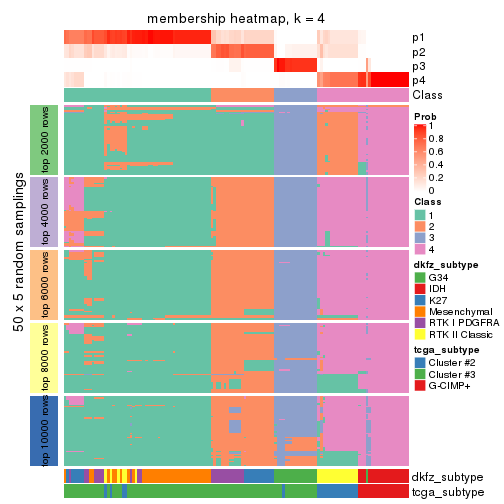 membership heatmap, k = 4
p1
p2
p3
p4
Class
50 x 5 random samplings
top 2000 rows
top 4000 rows
top 6000 rows
top 8000 rows
top 10000 rows
dkfz_subtype
tcga_subtype
Prob
1
0.8
0.6
0.4
0.2
0
Class
1
2
3
4
dkfz_subtype
G34
IDH
K27
Mesenchymal
RTK I PDGFRA
RTK II Classic
tcga_subtype
Cluster #2
Cluster #3
G-CIMP+